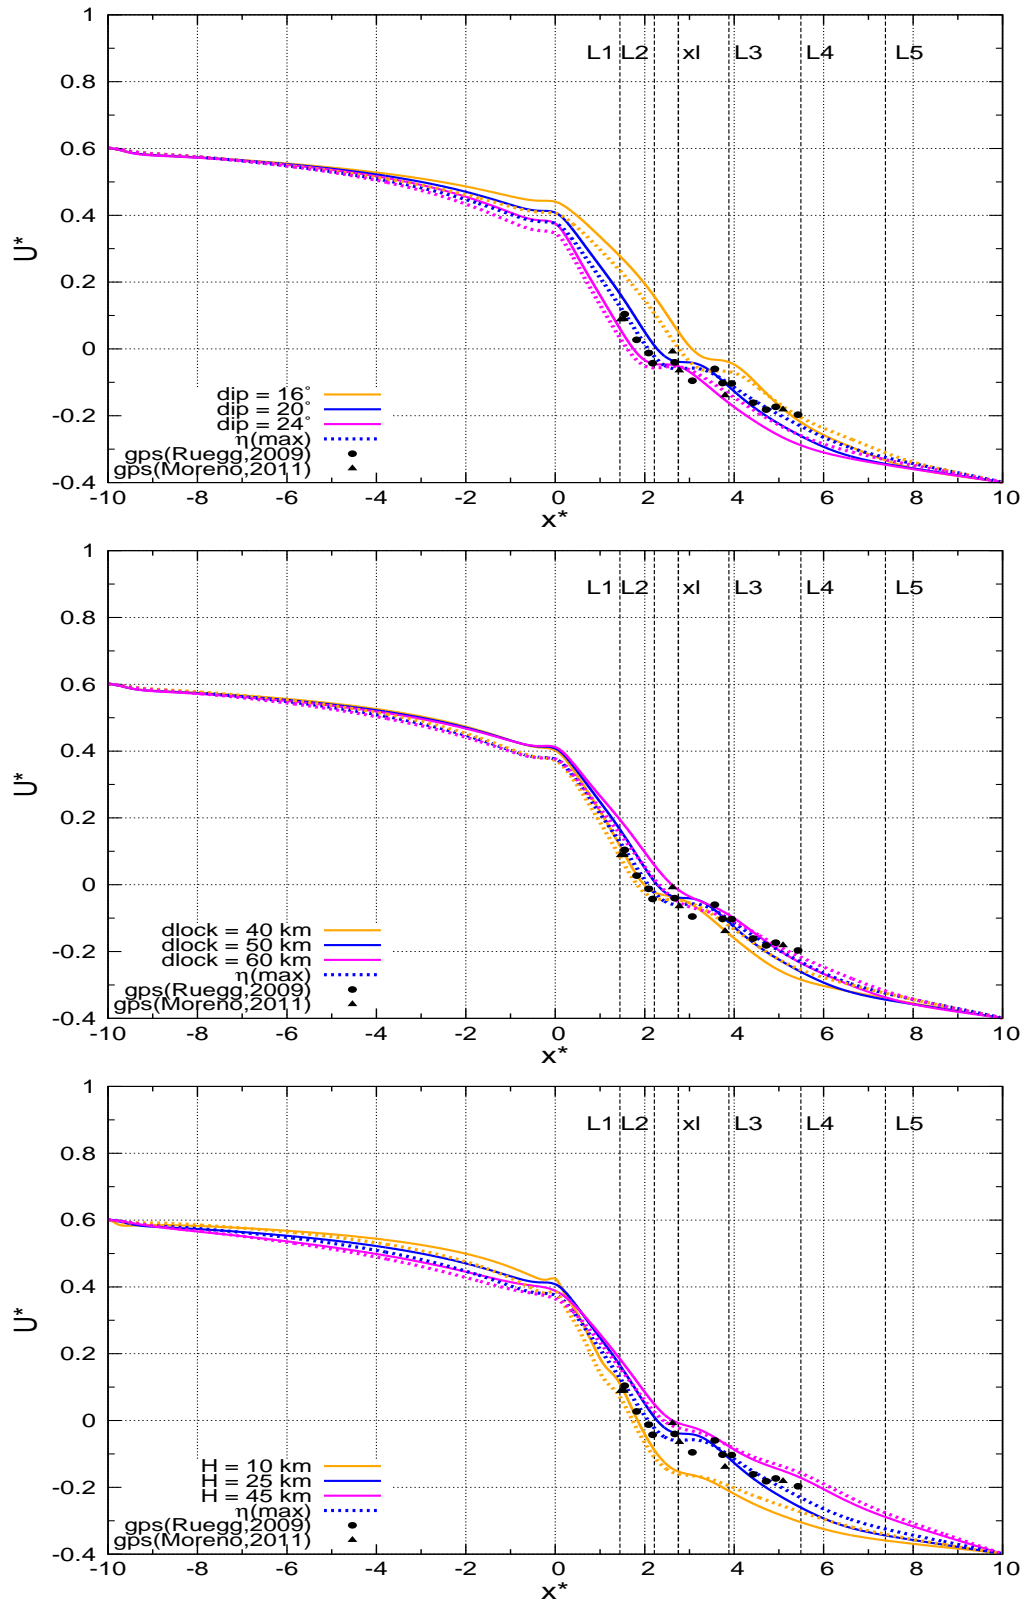 1
0.8
0.6
0.4
0.2
0
-0.2
-0.4
U*
L1 L2 xl L3 L4 L5
dip = 16°
dip = 20°
dip = 24°
η(max)
gps(Ruegg,2009)
gps(Moreno,2011)
-10 -8 -6 -4 -2 0 2 4 6 8 10
x*
1
0.8
0.6
0.4
0.2
0
-0.2
-0.4
U*
L1 L2 xl L3 L4 L5
dlock = 40 km
dlock = 50 km
dlock = 60 km
η(max)
gps(Ruegg,2009)
gps(Moreno,2011)
-10 -8 -6 -4 -2 0 2 4 6 8 10
x*
1
0.8
0.6
0.4
0.2
0
-0.2
-0.4
U*
L1 L2 xl L3 L4 L5
H = 10 km
H = 25 km
H = 45 km
η(max)
gps(Ruegg,2009)
gps(Moreno,2011)
-10 -8 -6 -4 -2 0 2 4 6 8 10
x*